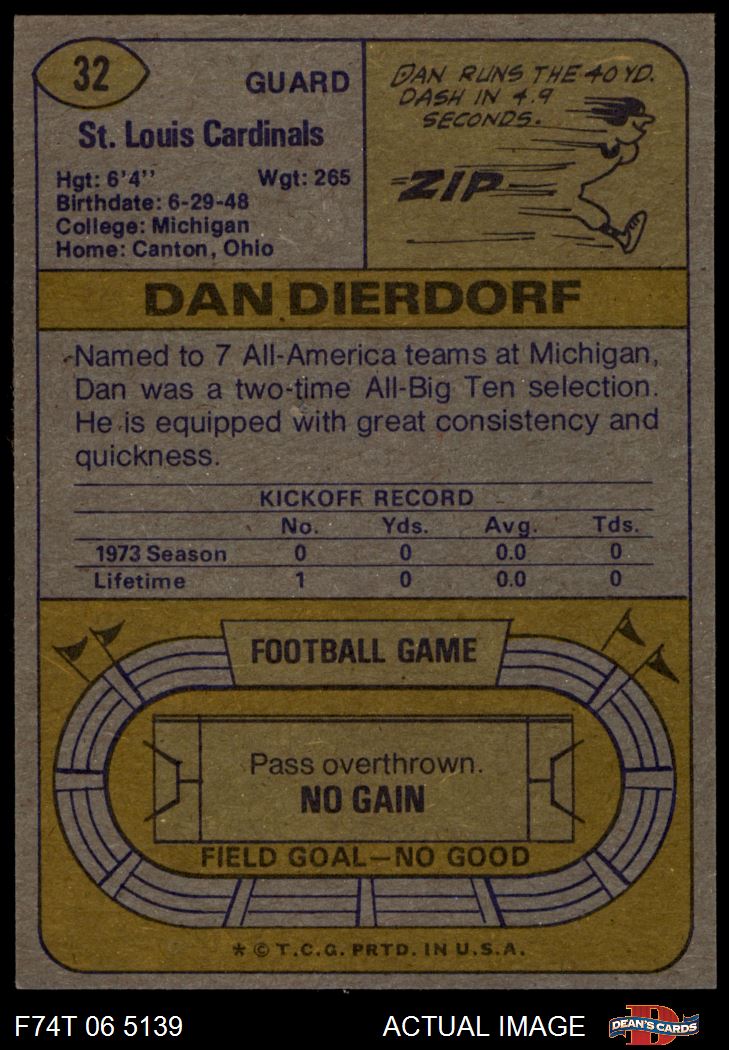 32
GUARD
St. Louis Cardinals
Hgt: 6'4" Wgt: 265
Birthdate: 6-29-48
College: Michigan
Home: Canton, Ohio
DAN RUNS THE 40 YD.
DASH IN 4.9
SECONDS.
ZIP
DAN DIERDORF
Named to 7 All-America teams at Michigan,
Dan was a two-time All-Big Ten selection.
He is equipped with great consistency and
quickness.
KICKOFF RECORD
No. Yds. Avg. Tds.
1973 Season 0 0 0.0 0
Lifetime 1 0 0.0 0
FOOTBALL GAME
Pass overthrown.
NO GAIN
FIELD GOAL—NO GOOD
* © T.C.G. PRTD. IN U.S.A.
F74T 06 5139 ACTUAL IMAGE D DEAN'S CARDS